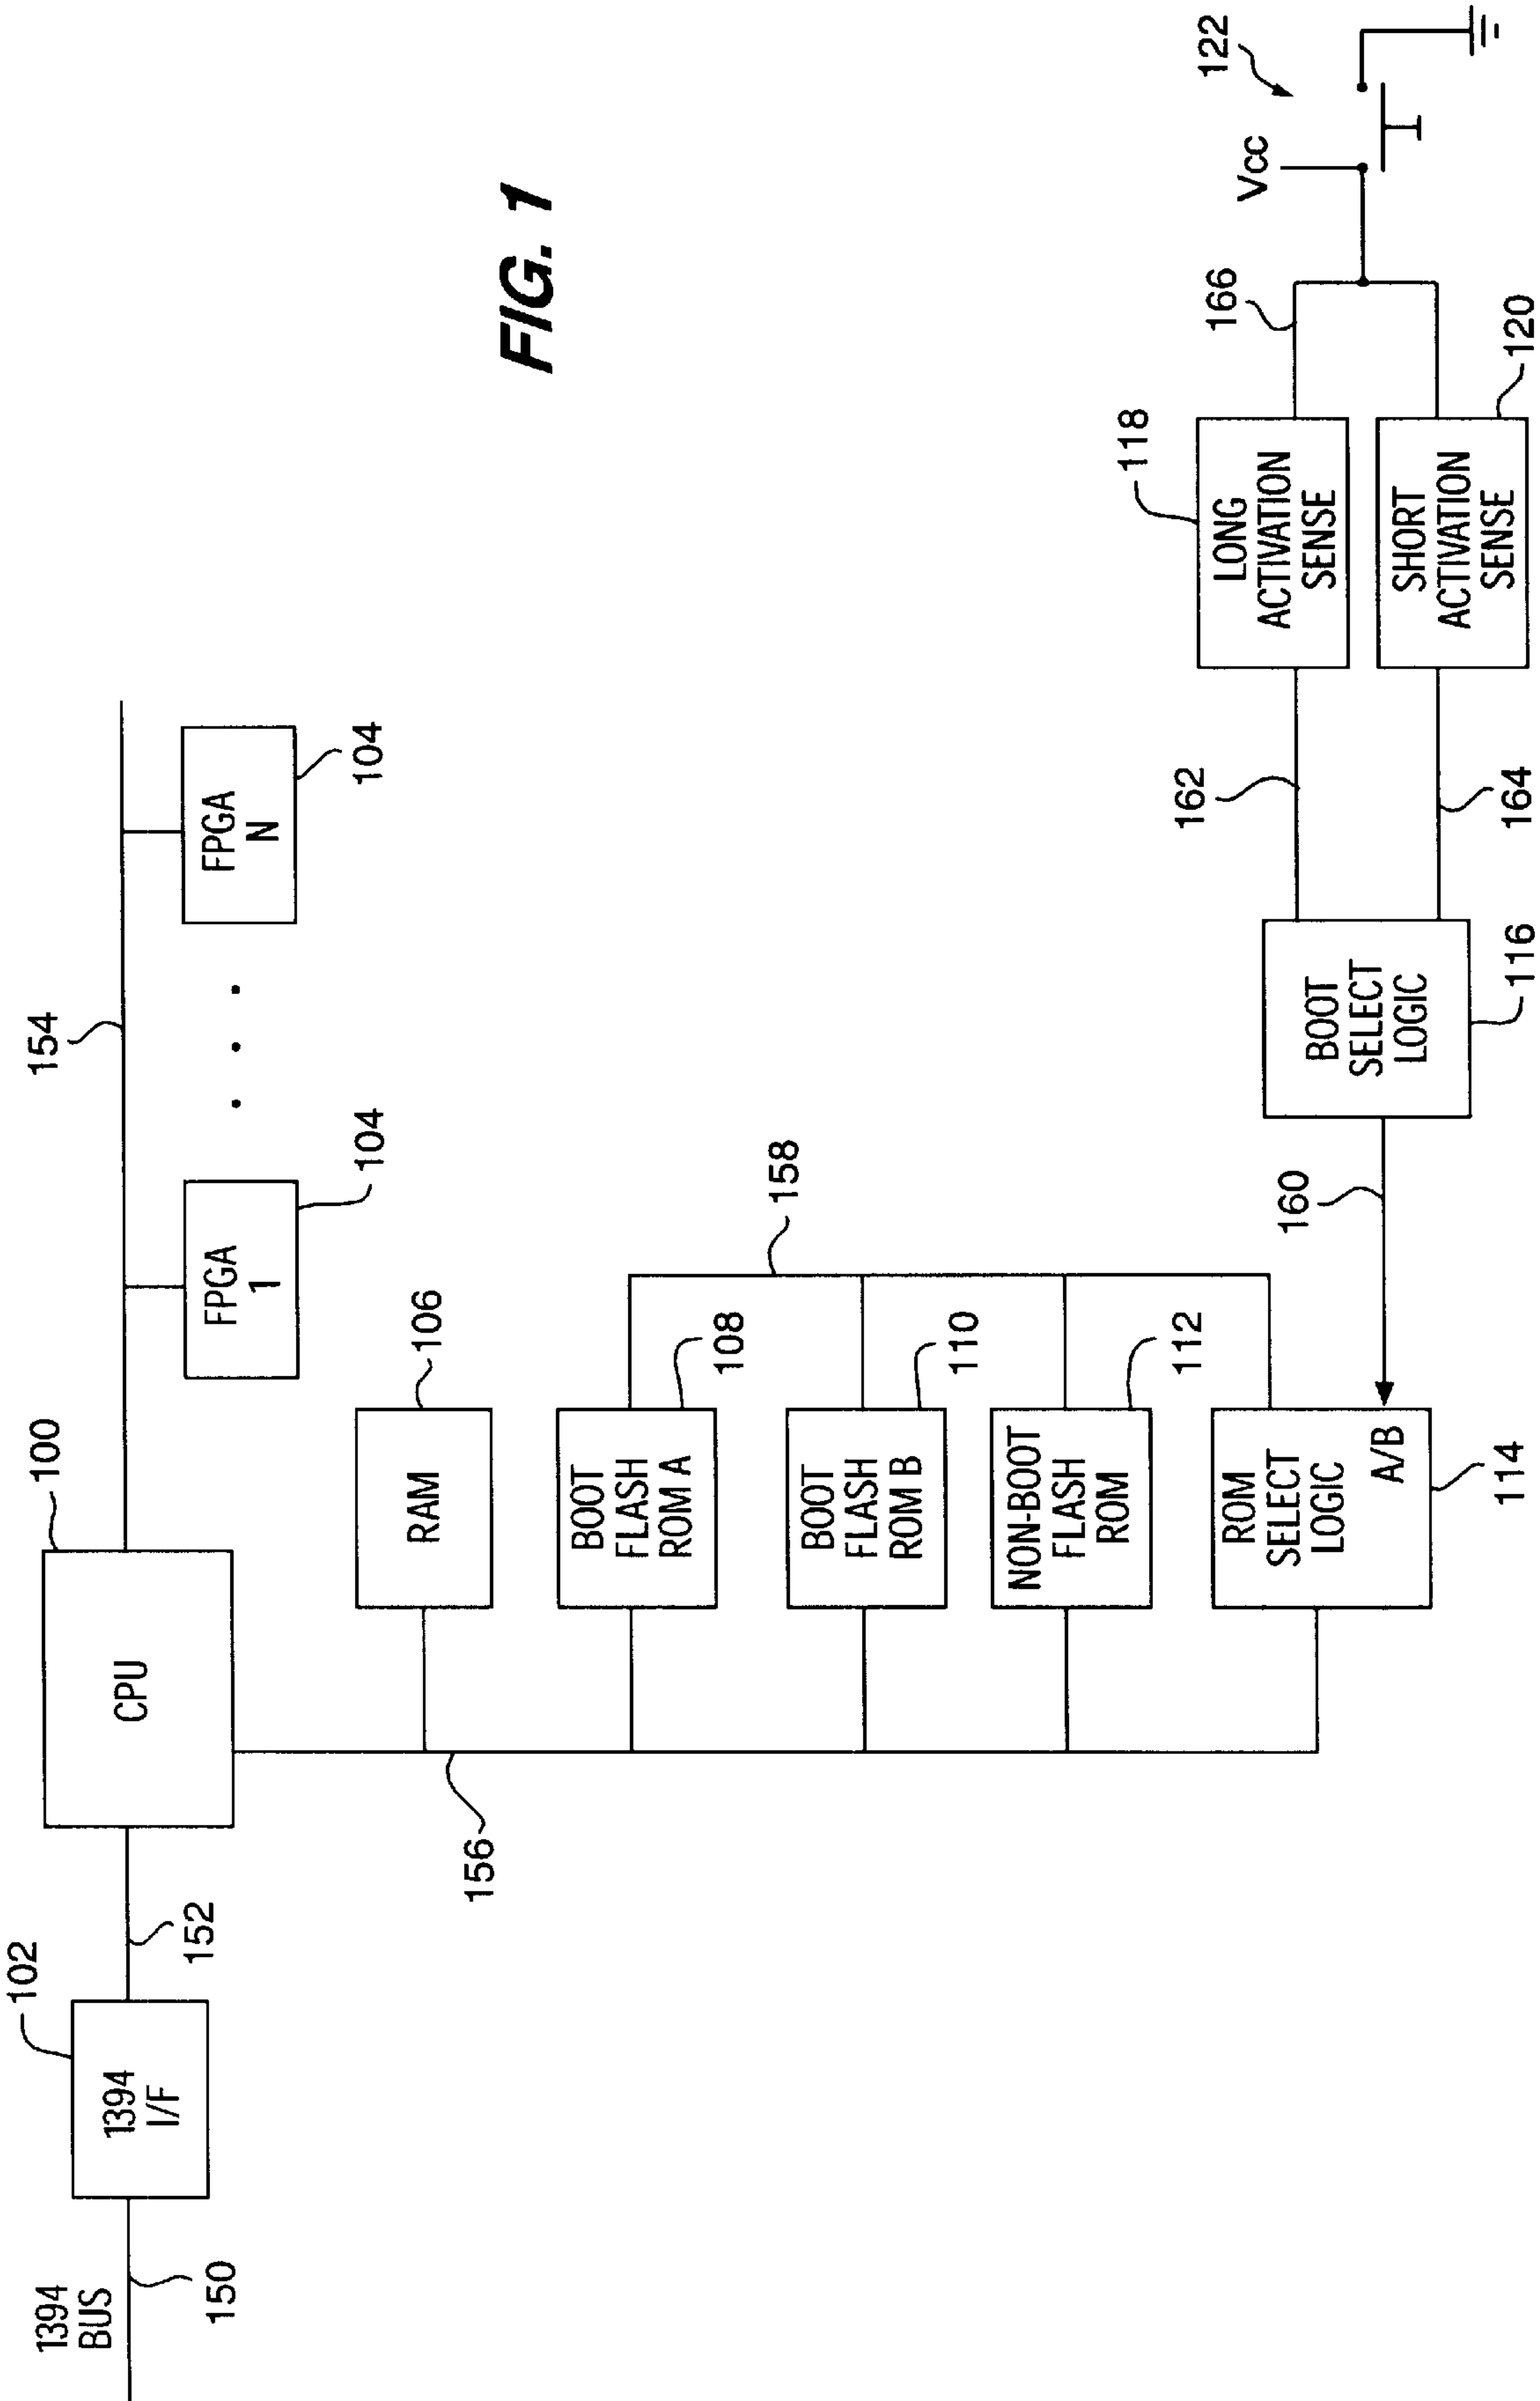 1394
BUS
150
102
1394
I/F
152
100
CPU
154
FPGA
1
104
FPGA
N
104
156
RAM
106
BOOT
FLASH
ROM A
108
158
BOOT
FLASH
ROM B
110
NON-BOOT
FLASH
ROM
112
ROM
SELECT
LOGIC
A/B
114
160
BOOT
SELECT
LOGIC
116
162
164
LONG
ACTIVATION
SENSE
118
SHORT
ACTIVATION
SENSE
120
166
Vcc
122
FIG. 1